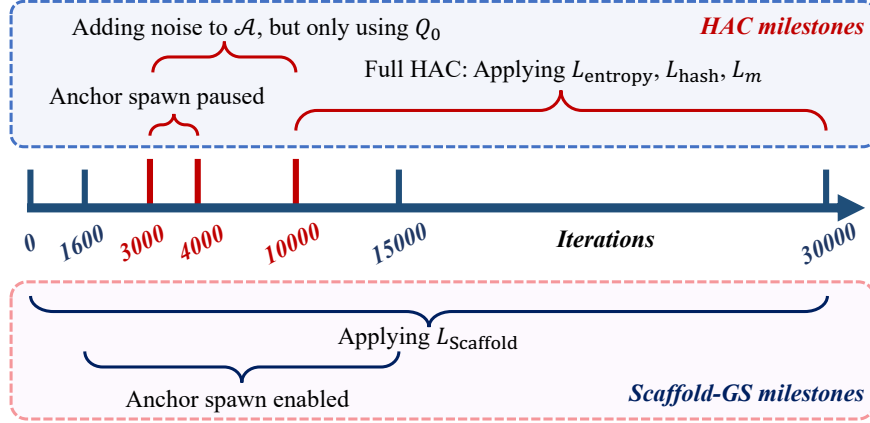 Adding noise to 𝒜, but only using Q₀
HAC milestones
Full HAC: Applying L_entropy, L_hash, L_m
Anchor spawn paused
0 1600 3000 4000 10000 15000 Iterations 30000
Applying L_Scaffold
Anchor spawn enabled
Scaffold-GS milestones